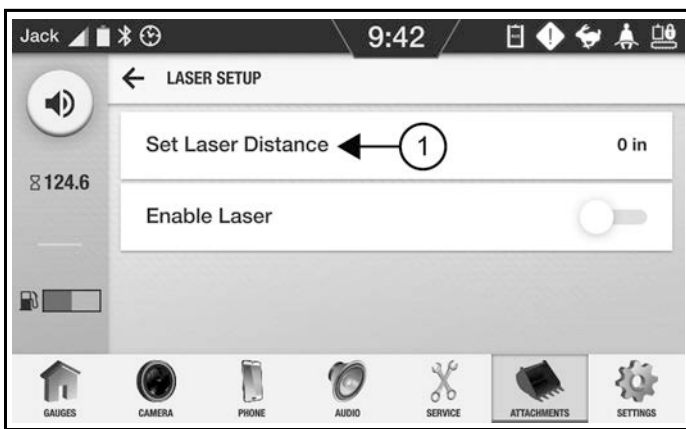 Jack 9:42
LASER SETUP
Set Laser Distance 1 0 in
124.6
Enable Laser
GAUGES CAMERA PHONE AUDIO SERVICE ATTACHMENTS SETTINGS